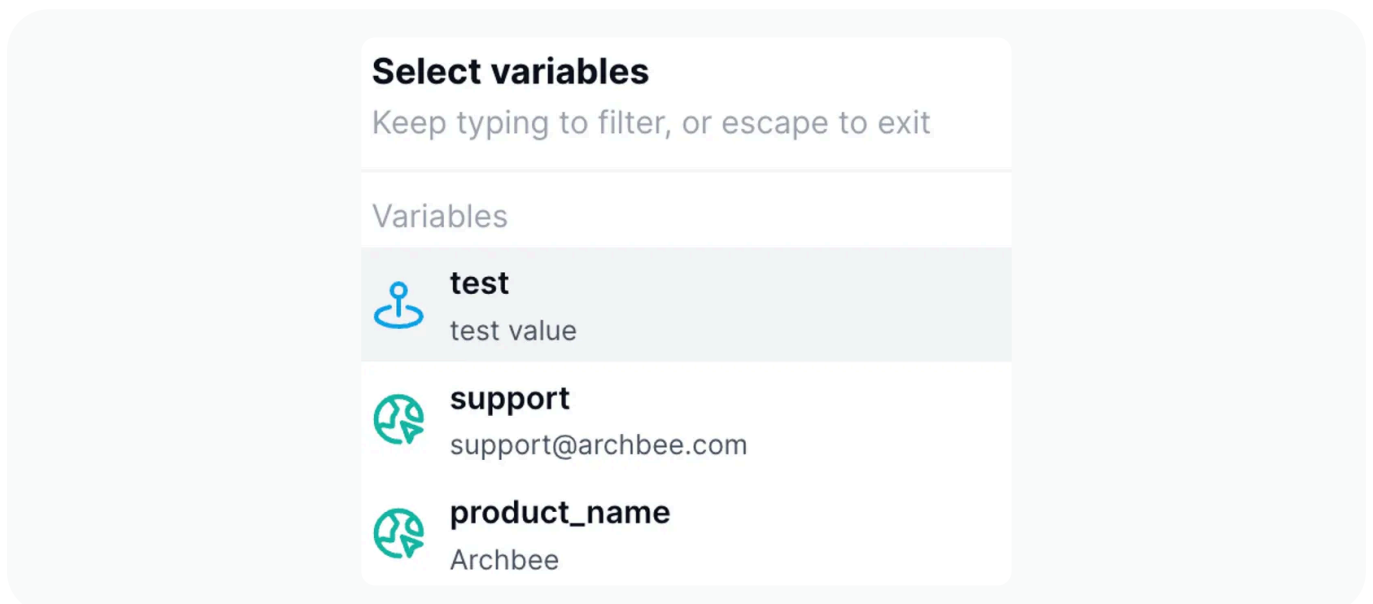 Select variables
Keep typing to filter, or escape to exit
Variables
test
test value
support
support@archbee.com
product_name
Archbee